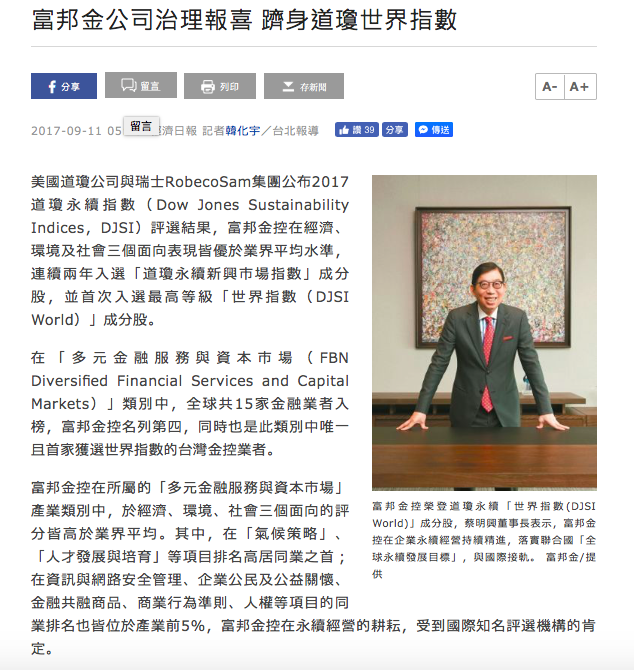 富邦金公司治理報喜 躋身道瓊世界指數
分享
留言
列印
存新聞
A-
A+
2017-09-11 05
留言
濟日報 記者韓化宇／台北報導
讚 39
分享
傳送
美國道瓊公司與瑞士RobecoSam集團公布2017
道瓊永續指數（Dow Jones Sustainability
Indices，DJSI）評選結果，富邦金控在經濟、
環境及社會三個面向表現皆優於業界平均水準，
連續兩年入選「道瓊永續新興市場指數」成分
股，並首次入選最高等級「世界指數（DJSI
World）」成分股。
在「多元金融服務與資本市場（FBN
Diversified Financial Services and Capital
Markets）」類別中，全球共15家金融業者入
榜，富邦金控名列第四，同時也是此類別中唯一
且首家獲選世界指數的台灣金控業者。
富邦金控在所屬的「多元金融服務與資本市場」
產業類別中，於經濟、環境、社會三個面向的評
分皆高於業界平均。其中，在「氣候策略」、
「人才發展與培育」等項目排名高居同業之首；
在資訊與網路安全管理、企業公民及公益關懷、
金融共融商品、商業行為準則、人權等項目的同
業排名也皆位於產業前5%，富邦金控在永續經營的耕耘，受到國際知名評選機構的肯
定。
富邦金控榮登道瓊永續「世界指數(DJSI
World)」成分股，蔡明興董事長表示，富邦金
控在企業永續經營持續精進，落實聯合國「全
球永續發展目標」，與國際接軌。 富邦金/提
供